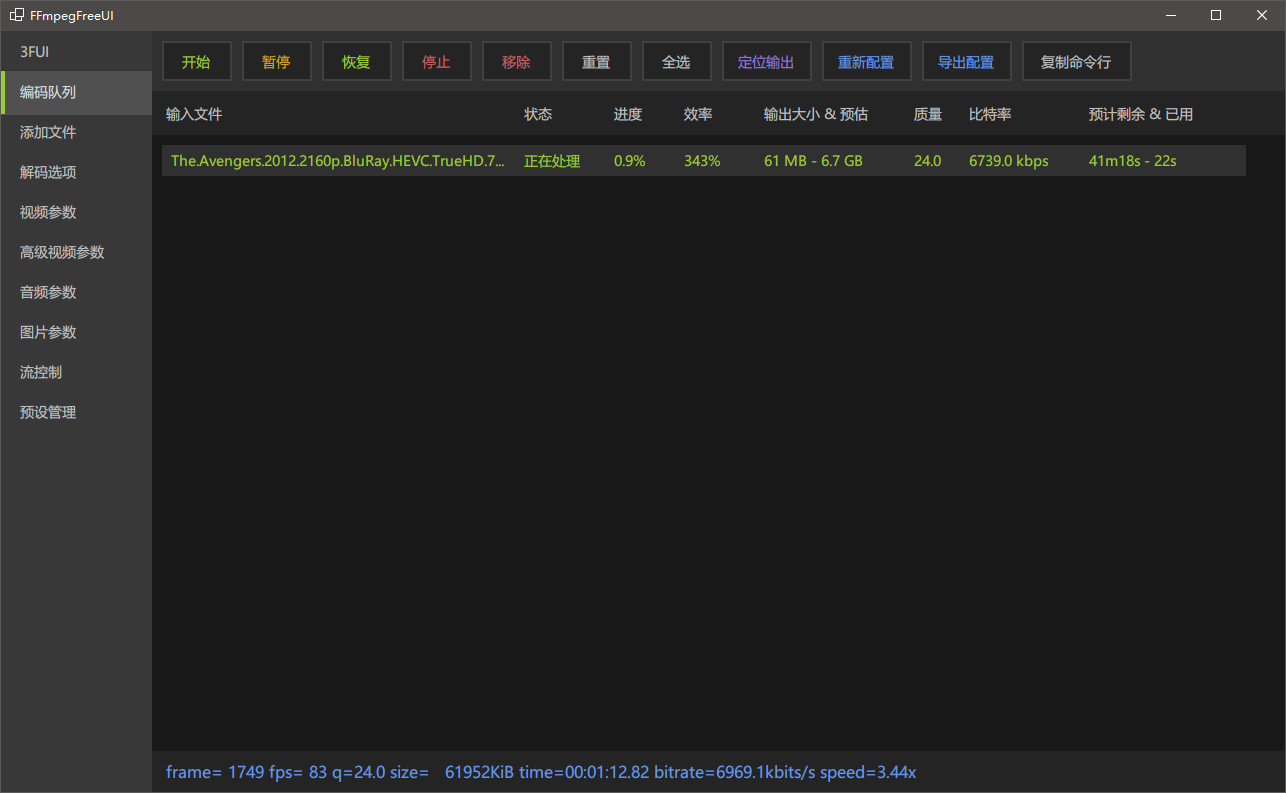 FFmpegFreeUI
3FUI
编码队列
添加文件
解码选项
视频参数
高级视频参数
音频参数
图片参数
流控制
预设管理
开始 暂停 恢复 停止 移除 重置 全选 定位输出 重新配置 导出配置 复制命令行
输入文件 状态 进度 效率 输出大小 & 预估 质量 比特率 预计剩余 & 已用
The.Avengers.2012.2160p.BluRay.HEVC.TrueHD.7... 正在处理 0.9% 343% 61 MB - 6.7 GB 24.0 6739.0 kbps 41m18s - 22s
frame= 1749 fps= 83 q=24.0 size= 61952KiB time=00:01:12.82 bitrate=6969.1kbits/s speed=3.44x